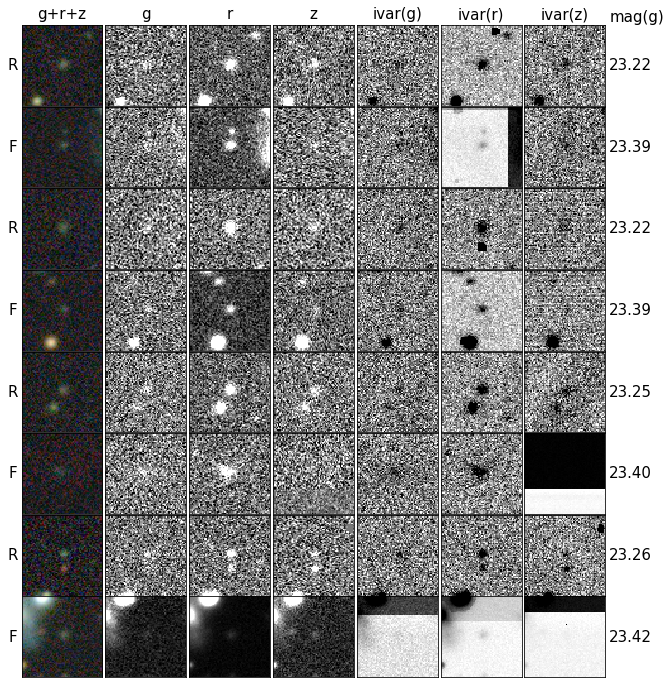 g+r+z g r z ivar(g) ivar(r) ivar(z) mag(g)
R 23.22
F 23.39
R 23.22
F 23.39
R 23.25
F 23.40
R 23.26
F 23.42